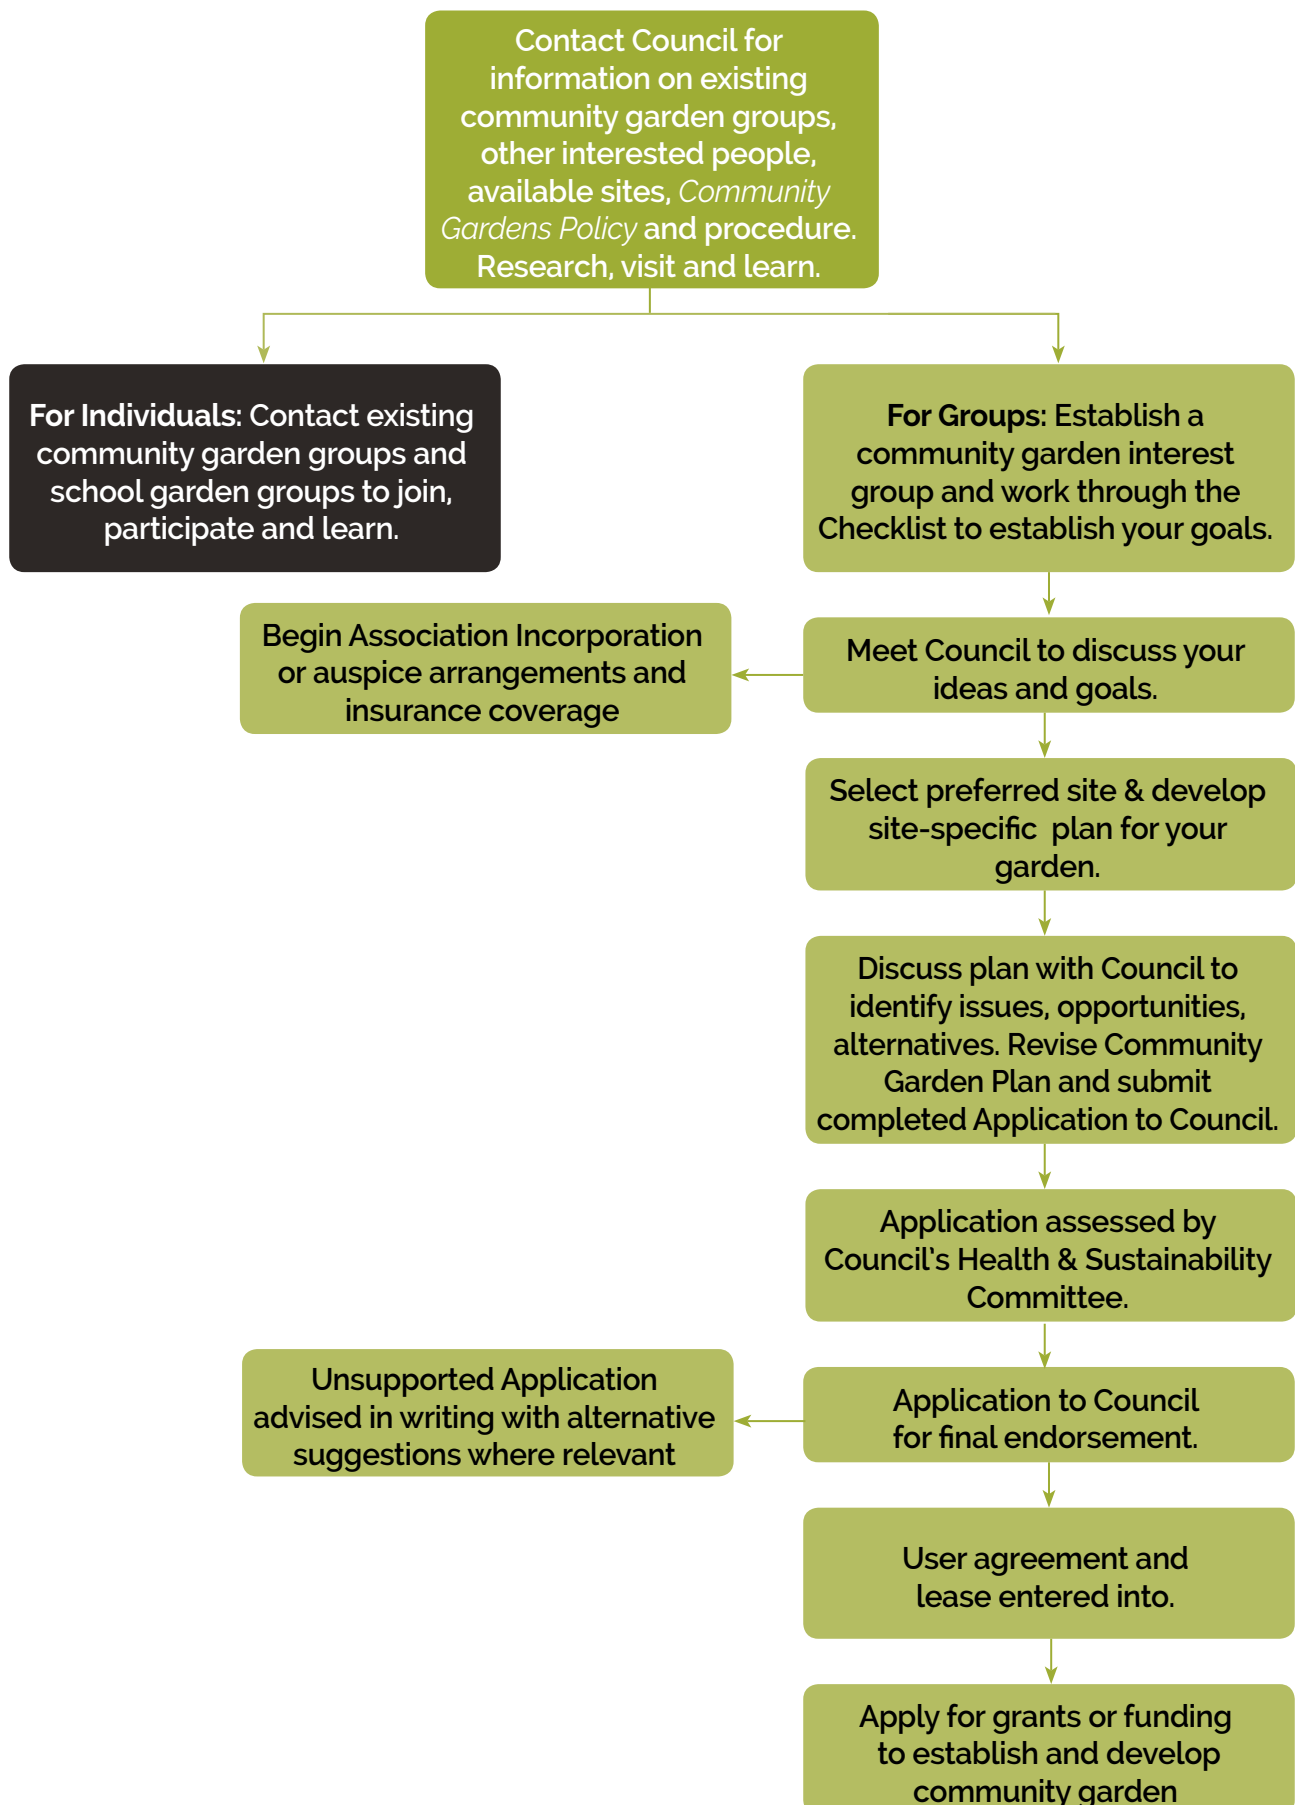 Contact Council for
information on existing
community garden groups,
other interested people,
available sites, Community
Gardens Policy and procedure.
Research, visit and learn.
For Individuals: Contact existing
community garden groups and
school garden groups to join,
participate and learn.
For Groups: Establish a
community garden interest
group and work through the
Checklist to establish your goals.
Begin Association Incorporation
or auspice arrangements and
insurance coverage
Meet Council to discuss your
ideas and goals.
Select preferred site & develop
site-specific plan for your
garden.
Discuss plan with Council to
identify issues, opportunities,
alternatives. Revise Community
Garden Plan and submit
completed Application to Council.
Application assessed by
Council's Health & Sustainability
Committee.
Unsupported Application
advised in writing with alternative
suggestions where relevant
Application to Council
for final endorsement.
User agreement and
lease entered into.
Apply for grants or funding
to establish and develop
community garden